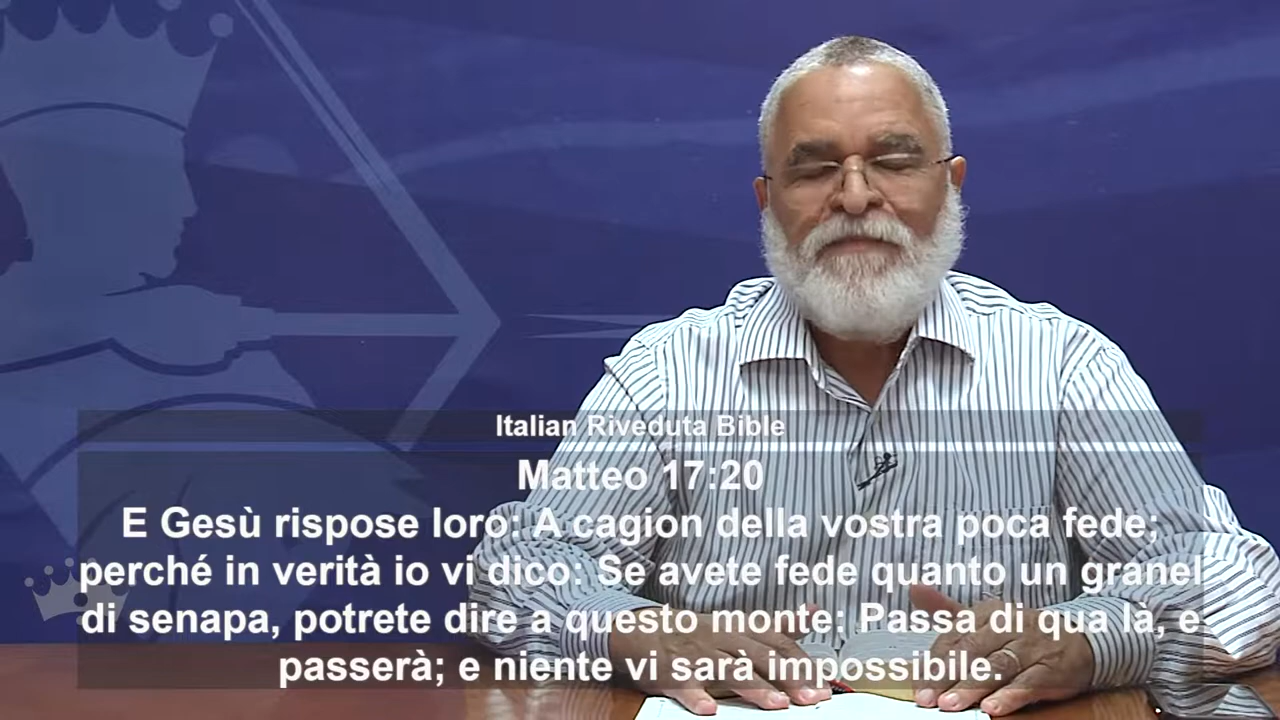 Italian Riveduta Bible
Matteo 17:20
E Gesù rispose loro: A cagion della vostra poca fede;
perché in verità io vi dico: Se avete fede quanto un granel
di senapa, potrete dire a questo monte: Passa di qua là, e
passerà; e niente vi sarà impossibile.